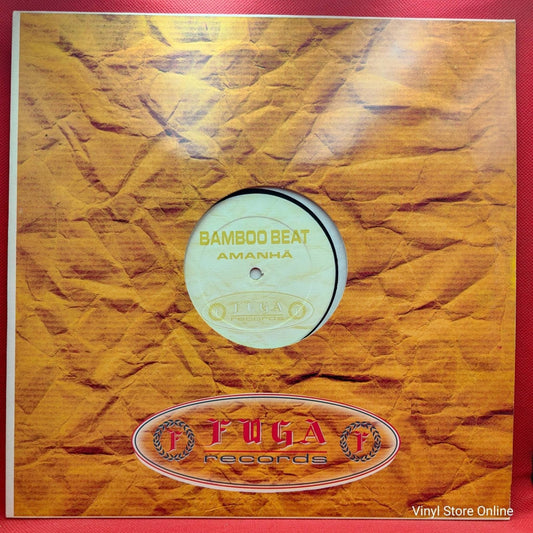 BAMBOO BEAT
AMANHÃ
F FUGA F
records
F FUGA F
records
Vinyl Store Online